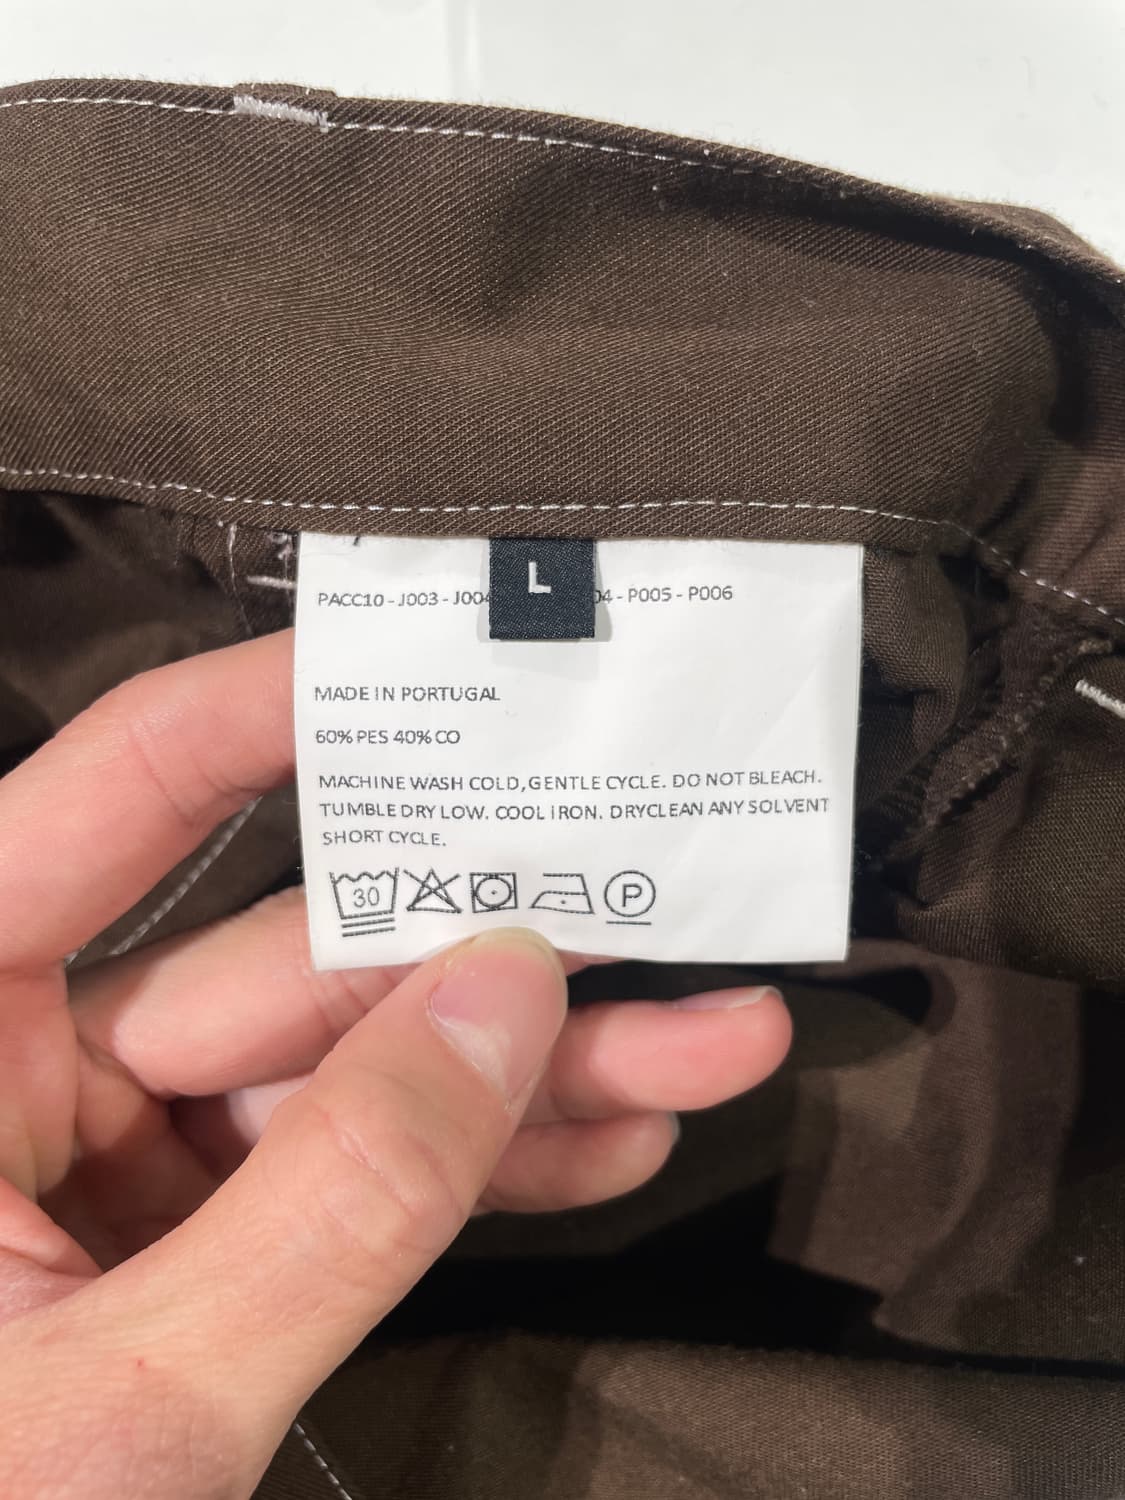 L
PACC10 - J003 - J004 04 - P005 - P006
MADE IN PORTUGAL
60% PES 40% CO
MACHINE WASH COLD, GENTLE CYCLE. DO NOT BLEACH.
TUMBLE DRY LOW. COOL IRON. DRYCLEAN ANY SOLVENT
SHORT CYCLE.
30 P